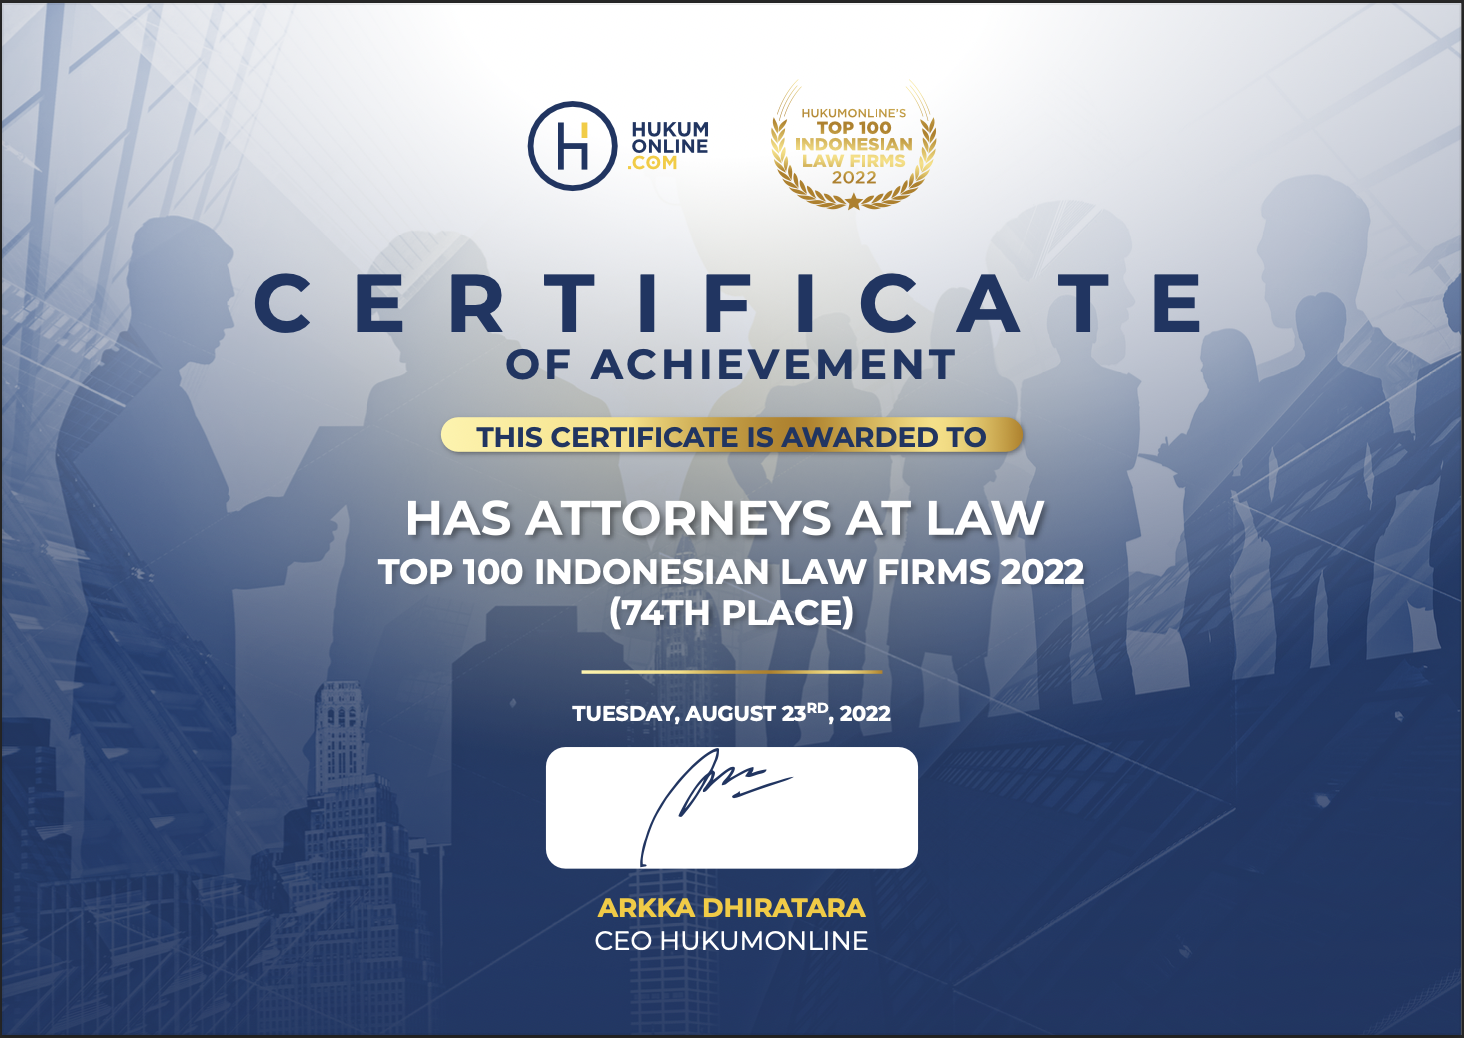 HUKUM
ONLINE
.COM
HUKUMONLINE'S
TOP 100
INDONESIAN
LAW FIRMS
2022
CERTIFICATE
OF ACHIEVEMENT
THIS CERTIFICATE IS AWARDED TO
HAS ATTORNEYS AT LAW
TOP 100 INDONESIAN LAW FIRMS 2022
(74TH PLACE)
TUESDAY, AUGUST 23RD, 2022
ARKKA DHIRATARA
CEO HUKUMONLINE